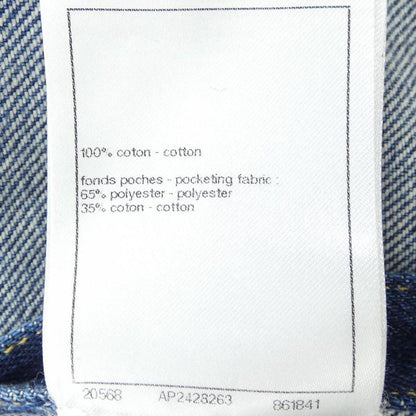 100% coton - cotton
fonds poches - pocketing fabric :
65% polyester - polyester
35% coton - cotton
20568 AP2428263 861841